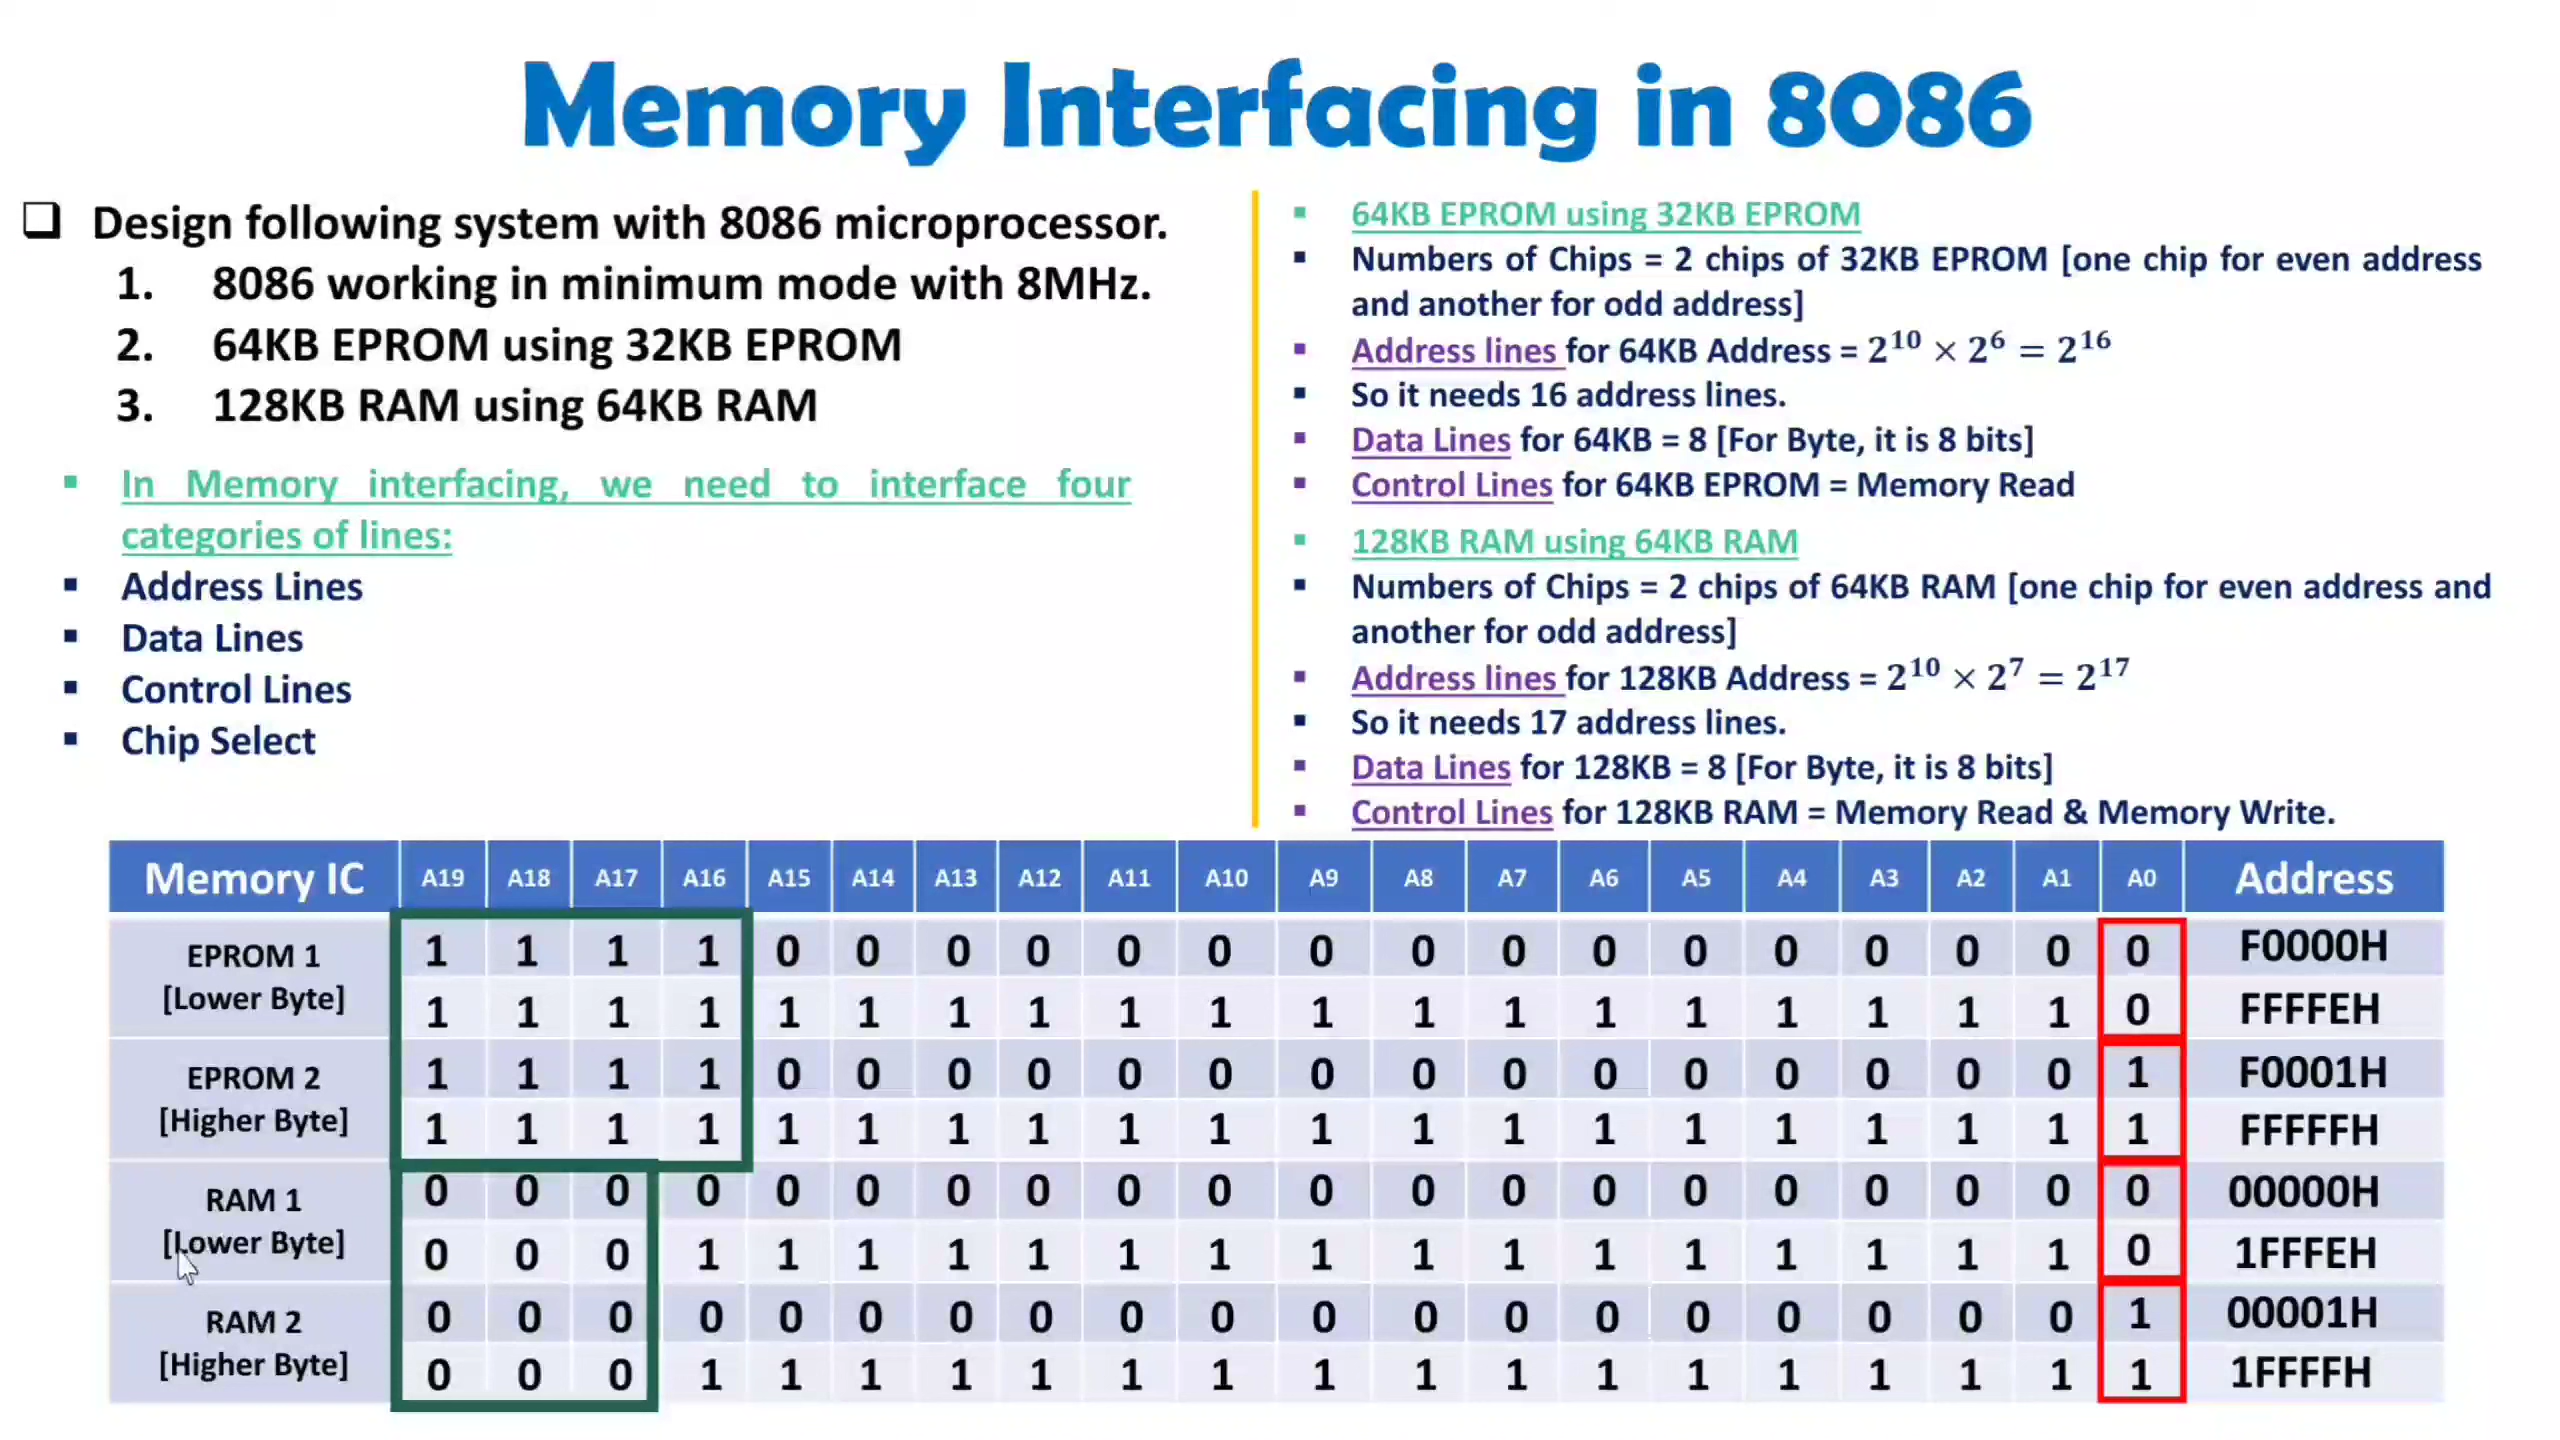 Memory Interfacing in 8086
❑ Design following system with 8086 microprocessor.
1. 8086 working in minimum mode with 8MHz.
2. 64KB EPROM using 32KB EPROM
3. 128KB RAM using 64KB RAM
▪ In Memory interfacing, we need to interface four
categories of lines:
▪ Address Lines
▪ Data Lines
▪ Control Lines
▪ Chip Select
▪ 64KB EPROM using 32KB EPROM
▪ Numbers of Chips = 2 chips of 32KB EPROM [one chip for even address
and another for odd address]
▪ Address lines for 64KB Address = 2¹⁰ × 2⁶ = 2¹⁶
▪ So it needs 16 address lines.
▪ Data Lines for 64KB = 8 [For Byte, it is 8 bits]
▪ Control Lines for 64KB EPROM = Memory Read
▪ 128KB RAM using 64KB RAM
▪ Numbers of Chips = 2 chips of 64KB RAM [one chip for even address and
another for odd address]
▪ Address lines for 128KB Address = 2¹⁰ × 2⁷ = 2¹⁷
▪ So it needs 17 address lines.
▪ Data Lines for 128KB = 8 [For Byte, it is 8 bits]
▪ Control Lines for 128KB RAM = Memory Read & Memory Write.
Memory IC A19 A18 A17 A16 A15 A14 A13 A12 A11 A10 A9 A8 A7 A6 A5 A4 A3 A2 A1 A0 Address
EPROM 1
[Lower Byte]
1 1 1 1 0 0 0 0 0 0 0 0 0 0 0 0 0 0 0 0 F0000H
1 1 1 1 1 1 1 1 1 1 1 1 1 1 1 1 1 1 1 0 FFFFEH
EPROM 2
[Higher Byte]
1 1 1 1 0 0 0 0 0 0 0 0 0 0 0 0 0 0 0 1 F0001H
1 1 1 1 1 1 1 1 1 1 1 1 1 1 1 1 1 1 1 1 FFFFFH
RAM 1
[Lower Byte]
0 0 0 0 0 0 0 0 0 0 0 0 0 0 0 0 0 0 0 0 00000H
0 0 0 1 1 1 1 1 1 1 1 1 1 1 1 1 1 1 1 0 1FFFEH
RAM 2
[Higher Byte]
0 0 0 0 0 0 0 0 0 0 0 0 0 0 0 0 0 0 0 1 00001H
0 0 0 1 1 1 1 1 1 1 1 1 1 1 1 1 1 1 1 1 1FFFFH